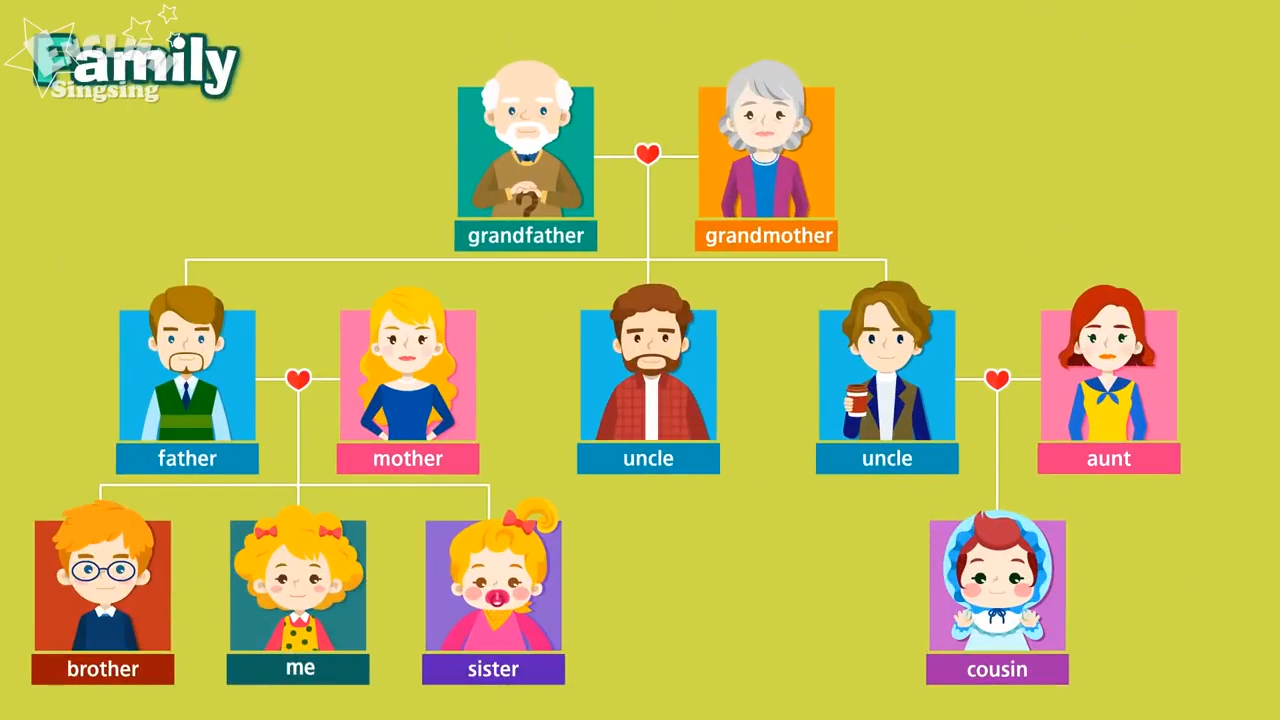 Family
Singsing
grandfather
grandmother
father
mother
uncle
uncle
aunt
brother
me
sister
cousin